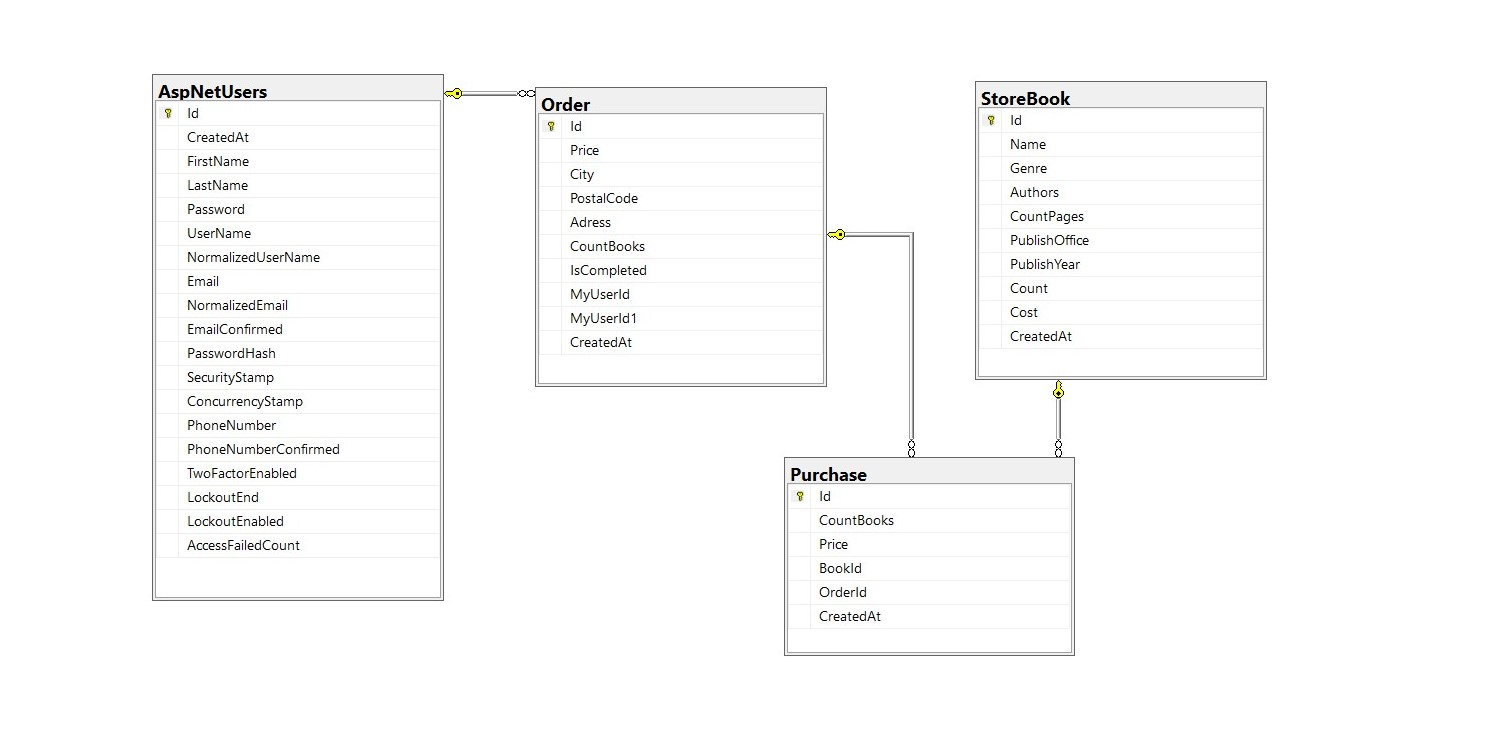 AspNetUsers
Id
CreatedAt
FirstName
LastName
Password
UserName
NormalizedUserName
Email
NormalizedEmail
EmailConfirmed
PasswordHash
SecurityStamp
ConcurrencyStamp
PhoneNumber
PhoneNumberConfirmed
TwoFactorEnabled
LockoutEnd
LockoutEnabled
AccessFailedCount
Order
Id
Price
City
PostalCode
Adress
CountBooks
IsCompleted
MyUserId
MyUserId1
CreatedAt
StoreBook
Id
Name
Genre
Authors
CountPages
PublishOffice
PublishYear
Count
Cost
CreatedAt
Purchase
Id
CountBooks
Price
BookId
OrderId
CreatedAt